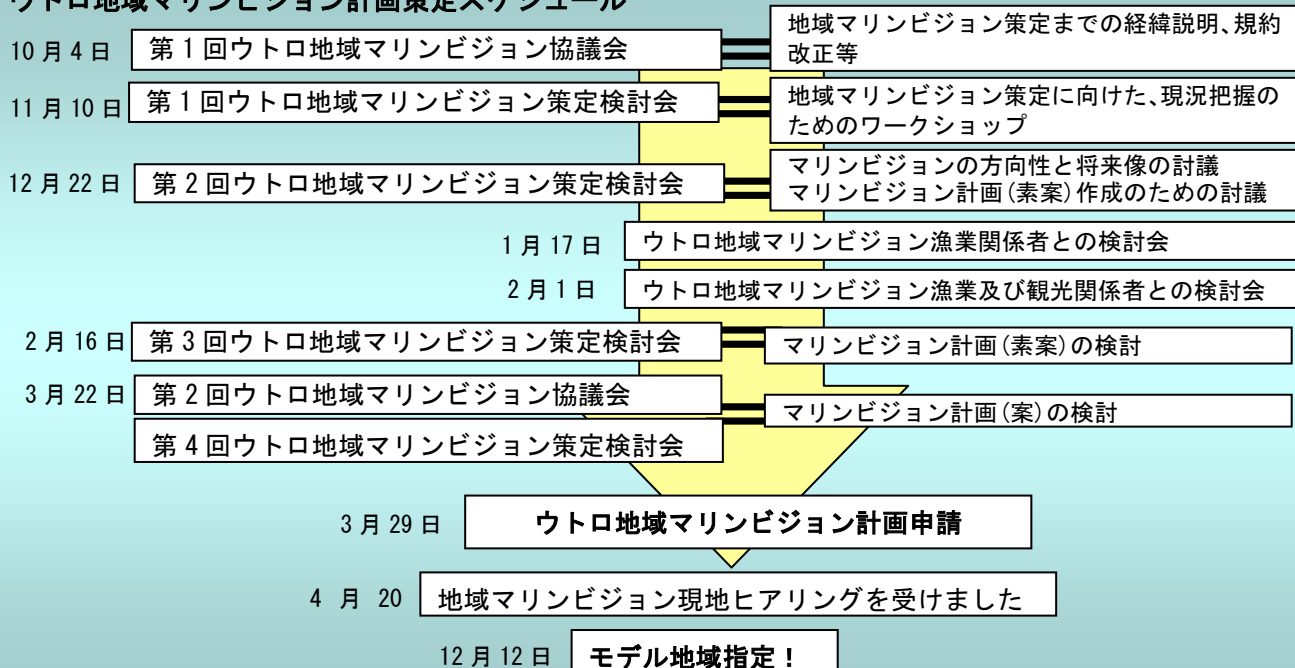 ウトロ地域マリンビジョン計画策定スケジュール
10月4日
第1回ウトロ地域マリンビジョン協議会
地域マリンビジョン策定までの経緯説明、規約
改正等
11月10日
第1回ウトロ地域マリンビジョン策定検討会
地域マリンビジョン策定に向けた、現況把握の
ためのワークショップ
12月22日
第2回ウトロ地域マリンビジョン策定検討会
マリンビジョンの方向性と将来像の討議
マリンビジョン計画(素案)作成のための討議
1月17日
ウトロ地域マリンビジョン漁業関係者との検討会
2月1日
ウトロ地域マリンビジョン漁業及び観光関係者との検討会
2月16日
第3回ウトロ地域マリンビジョン策定検討会
マリンビジョン計画(素案)の検討
3月22日
第2回ウトロ地域マリンビジョン協議会
第4回ウトロ地域マリンビジョン策定検討会
マリンビジョン計画(案)の検討
3月29日
ウトロ地域マリンビジョン計画申請
4 月 20
地域マリンビジョン現地ヒアリングを受けました
12月12日
モデル地域指定!